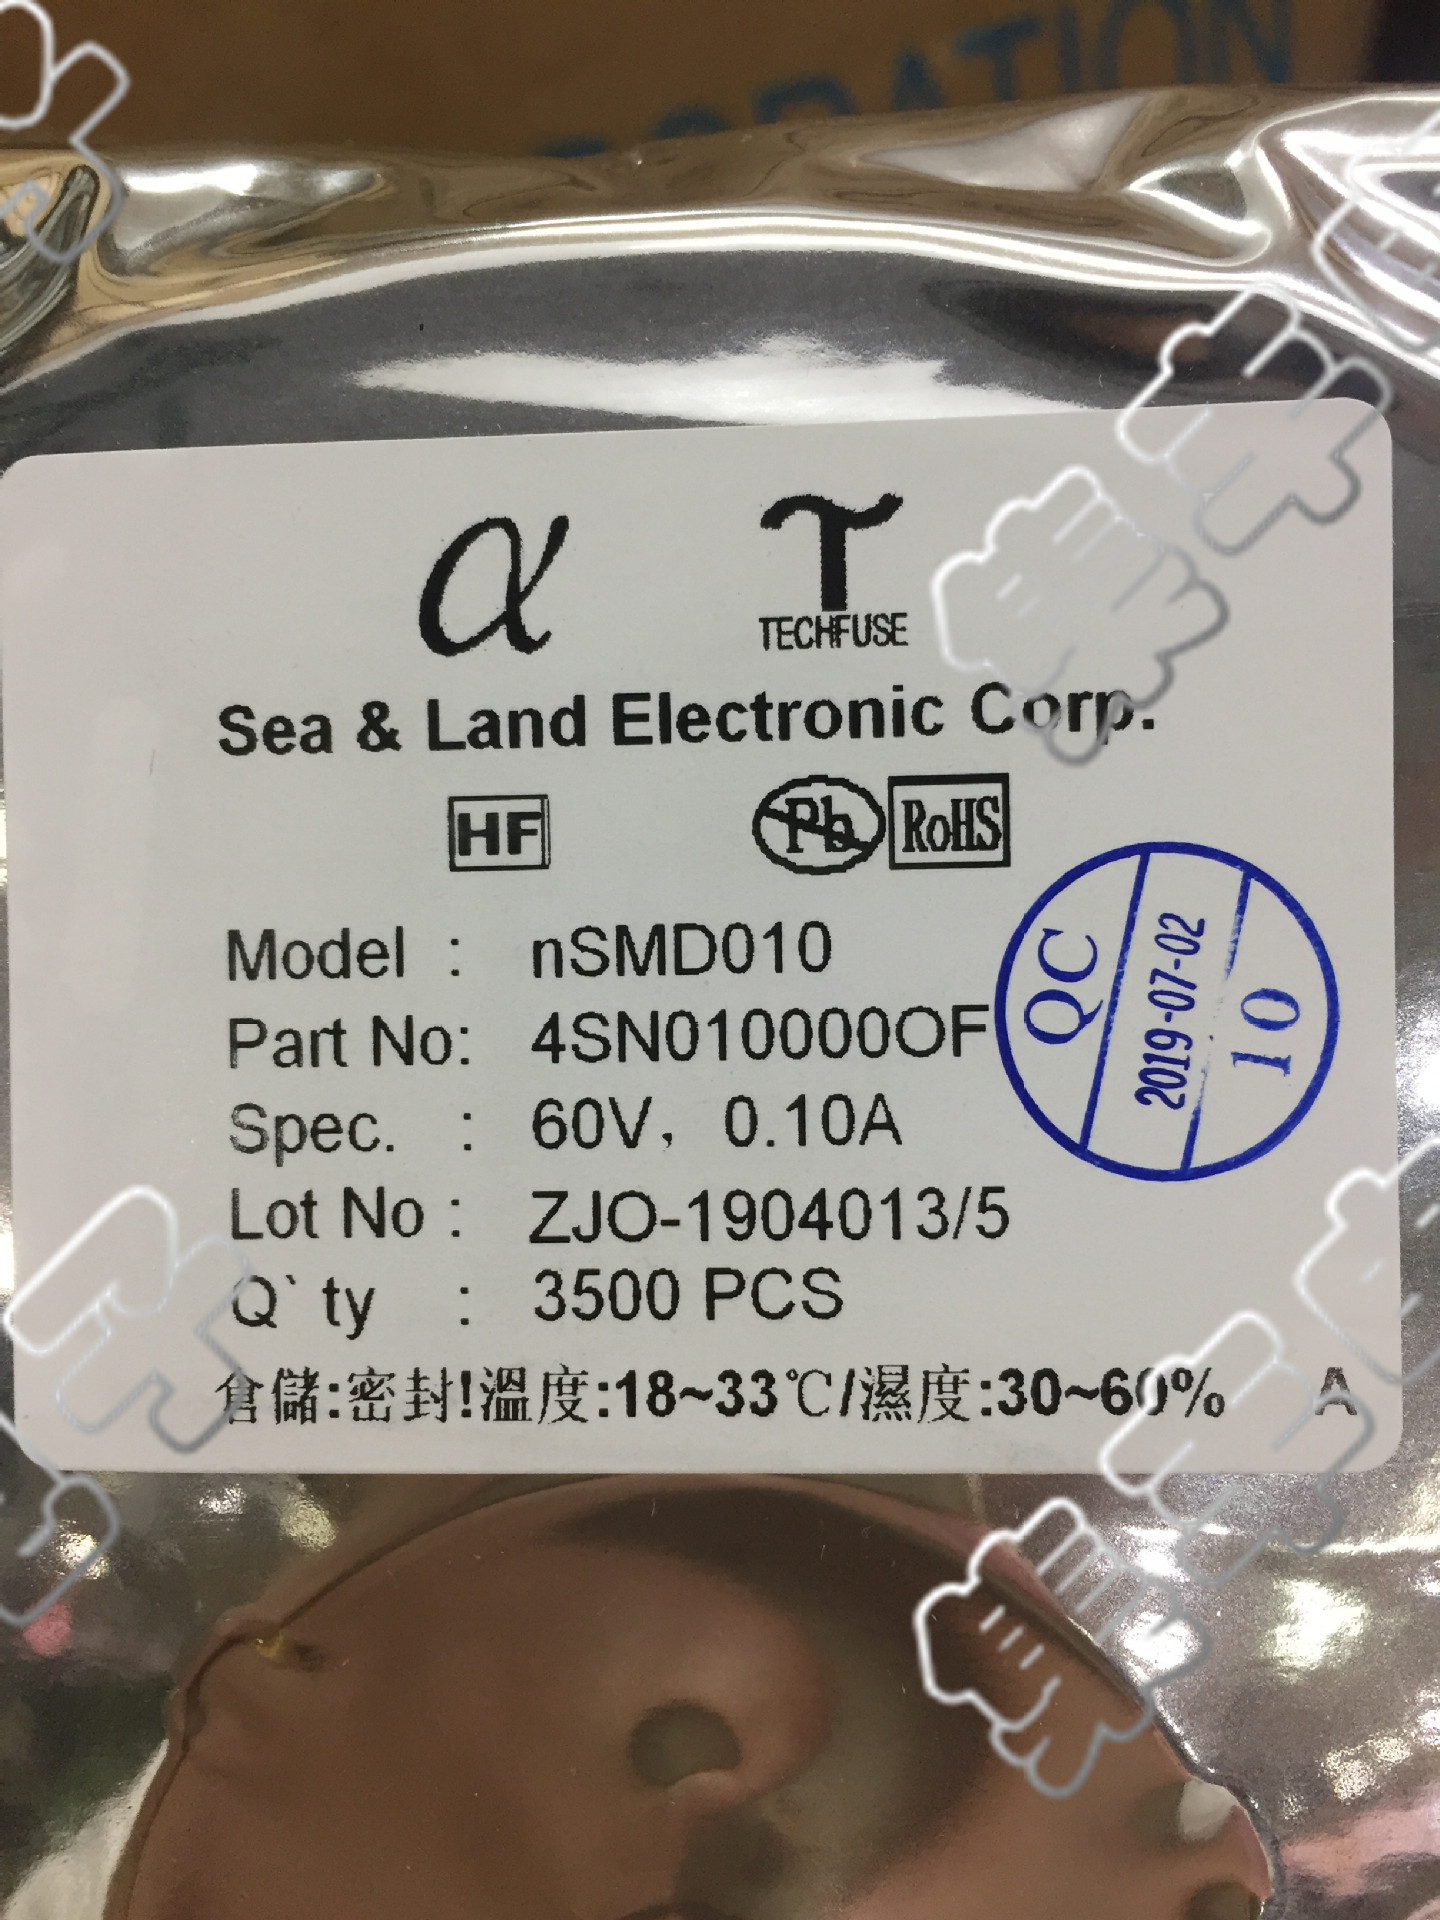 α
T
TECHFUSE
Sea & Land Electronic Corp.
HF Pb RoHS
Model : nSMD010
Part No: 4SN010000OF
Spec. : 60V, 0.10A
Lot No : ZJO-1904013/5
Q`ty : 3500 PCS
倉儲:密封!溫度:18~33℃/濕度:30~60% A
QC
2019-07-02
10